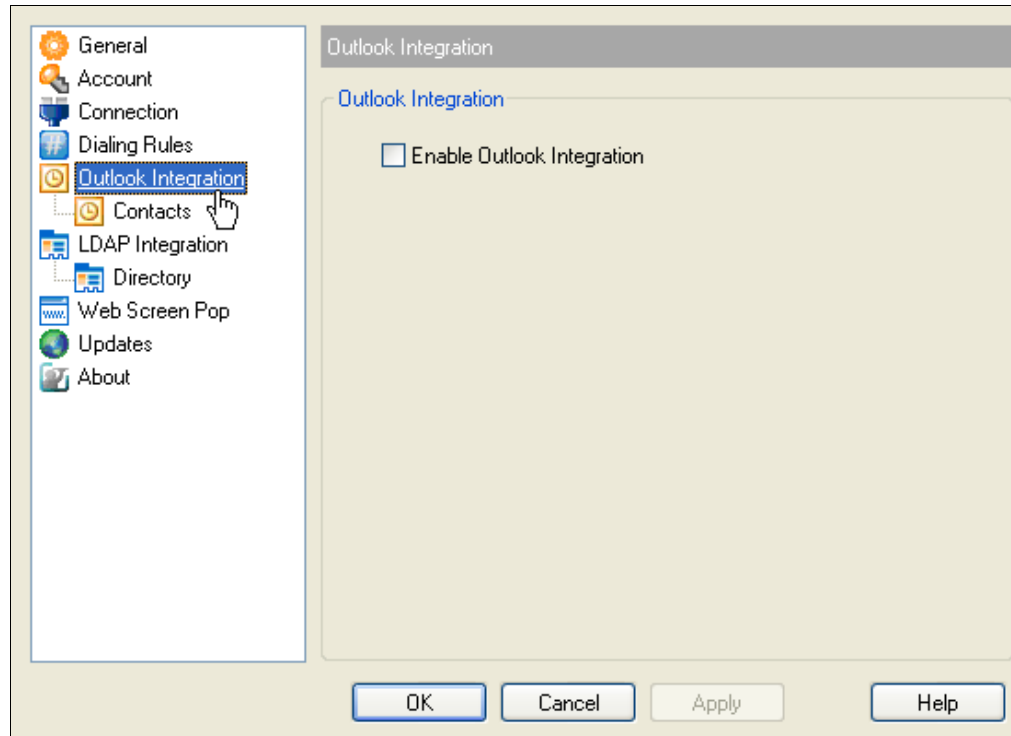 General
Account
Connection
Dialing Rules
Outlook Integration
Contacts
LDAP Integration
Directory
www.
Web Screen Pop
Updates
About
Outlook Integration
Outlook Integration
Enable Outlook Integration
OK
Cancel
Apply
Help